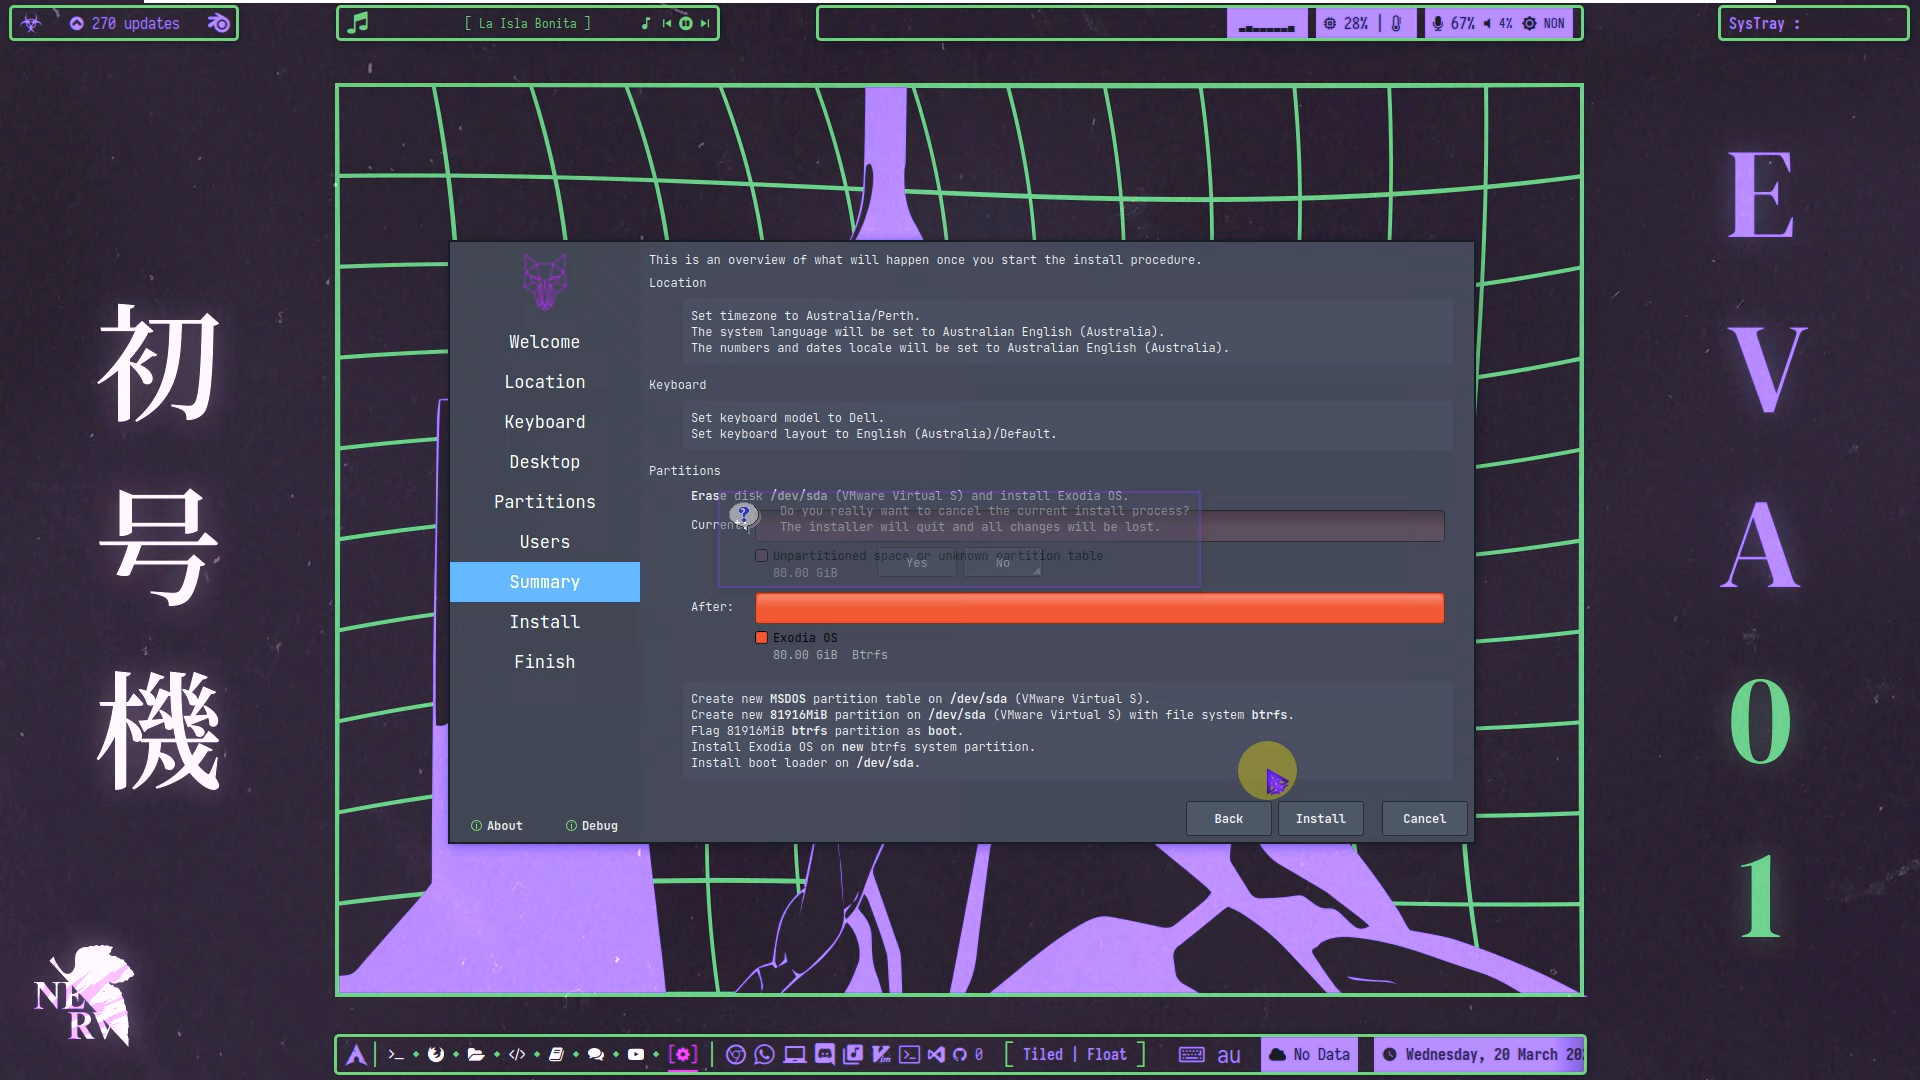 270 updates
[ La Isla Bonita ]
28% |
67% 4% NON
SysTray :
初
号
機
NERV
E
V
A
0
1
Welcome
Location
Keyboard
Desktop
Partitions
Users
Summary
Install
Finish
About
Debug
This is an overview of what will happen once you start the install procedure.
Location
Set timezone to Australia/Perth.
The system language will be set to Australian English (Australia).
The numbers and dates locale will be set to Australian English (Australia).
Keyboard
Set keyboard model to Dell.
Set keyboard layout to English (Australia)/Default.
Partitions
Erase disk /dev/sda (VMware Virtual S) and install Exodia OS.
Current:
Do you really want to cancel the current install process?
The installer will quit and all changes will be lost.
Unpartitioned space or unknown partition table
80.00 GiB
Yes
No
After:
Exodia OS
80.00 GiB Btrfs
Create new MSDOS partition table on /dev/sda (VMware Virtual S).
Create new 81916MiB partition on /dev/sda (VMware Virtual S) with file system btrfs.
Flag 81916MiB btrfs partition as boot.
Install Exodia OS on new btrfs system partition.
Install boot loader on /dev/sda.
Back
Install
Cancel
0
[ Tiled | Float ]
au
No Data
Wednesday, 20 March 20